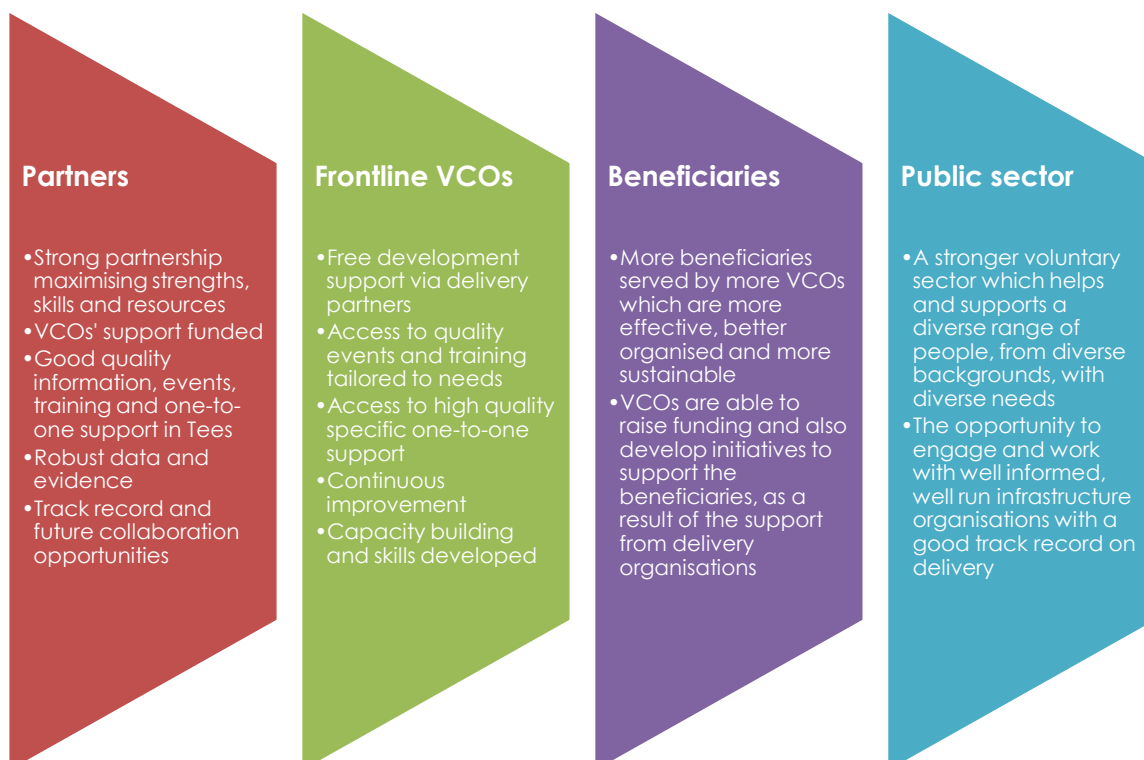 Partners
•Strong partnership
maximising strengths,
skills and resources
•VCOs' support funded
•Good quality
information, events,
training and one-to-
one support in Tees
•Robust data and
evidence
•Track record and
future collaboration
opportunities
Frontline VCOs
•Free development
support via delivery
partners
•Access to quality
events and training
tailored to needs
•Access to high quality
specific one-to-one
support
•Continuous
improvement
•Capacity building
and skills developed
Beneficiaries
•More beneficiaries
served by more VCOs
which are more
effective, better
organised and more
sustainable
•VCOs are able to
raise funding and also
develop initiatives to
support the
beneficiaries, as a
result of the support
from delivery
organisations
Public sector
•A stronger voluntary
sector which helps
and supports a
diverse range of
people, from diverse
backgrounds, with
diverse needs
•The opportunity to
engage and work
with well informed,
well run infrastructure
organisations with a
good track record on
delivery